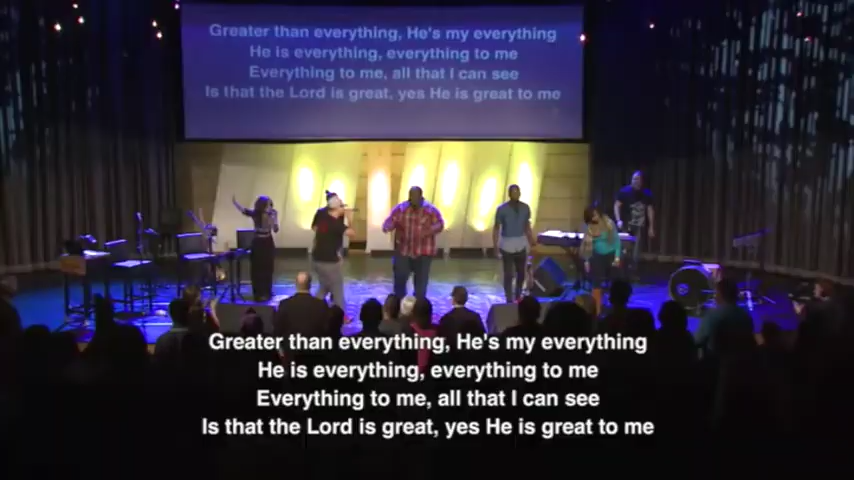 Greater than everything, He's my everything
He is everything, everything to me
Everything to me, all that I can see
Is that the Lord is great, yes He is great to me
Greater than everything, He's my everything
He is everything, everything to me
Everything to me, all that I can see
Is that the Lord is great, yes He is great to me